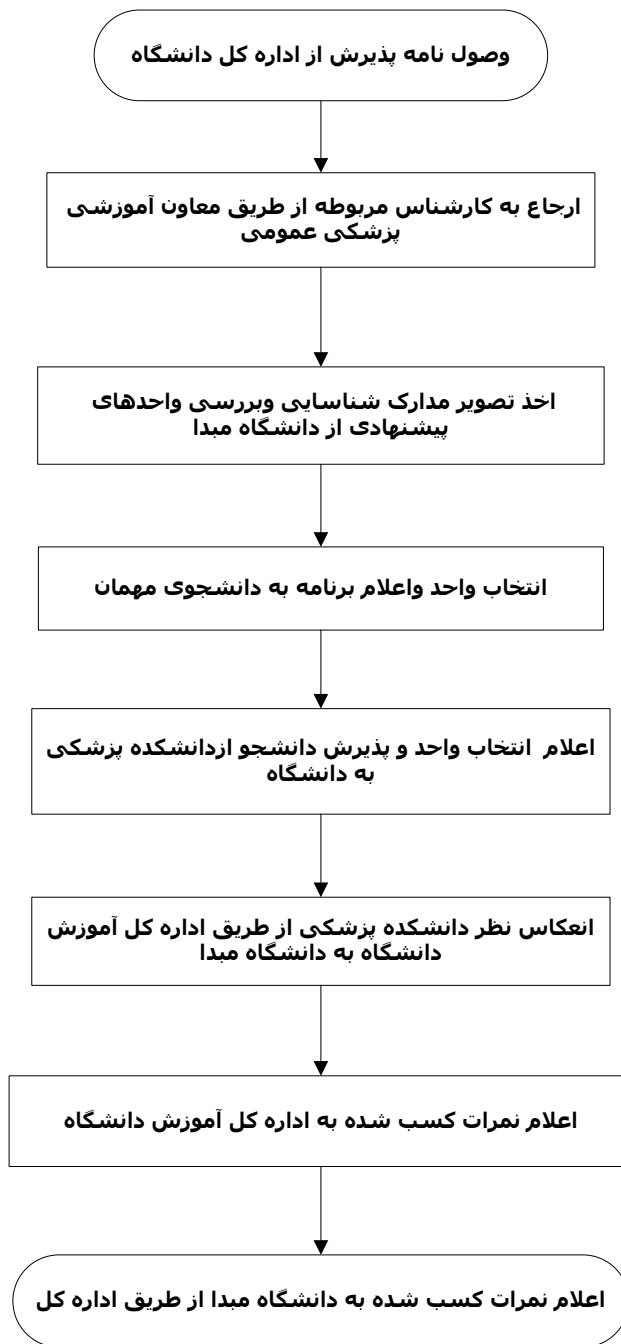 وصول نامه پذیرش از اداره کل دانشگاه
ارجاع به کارشناس مربوطه از طریق معاون آموزشی
پزشکی عمومی
اخذ تصویر مدارک شناسایی وبررسی واحدهای
پیشنهادی از دانشگاه مبدا
انتخاب واحد واعلام برنامه به دانشجوی مهمان
اعلام انتخاب واحد و پذیرش دانشجو ازدانشکده پزشکی
به دانشگاه
انعکاس نظر دانشکده پزشکی از طریق اداره کل آموزش
دانشگاه به دانشگاه مبدا
اعلام نمرات کسب شده به اداره کل آموزش دانشگاه
اعلام نمرات کسب شده به دانشگاه مبدا از طریق اداره کل